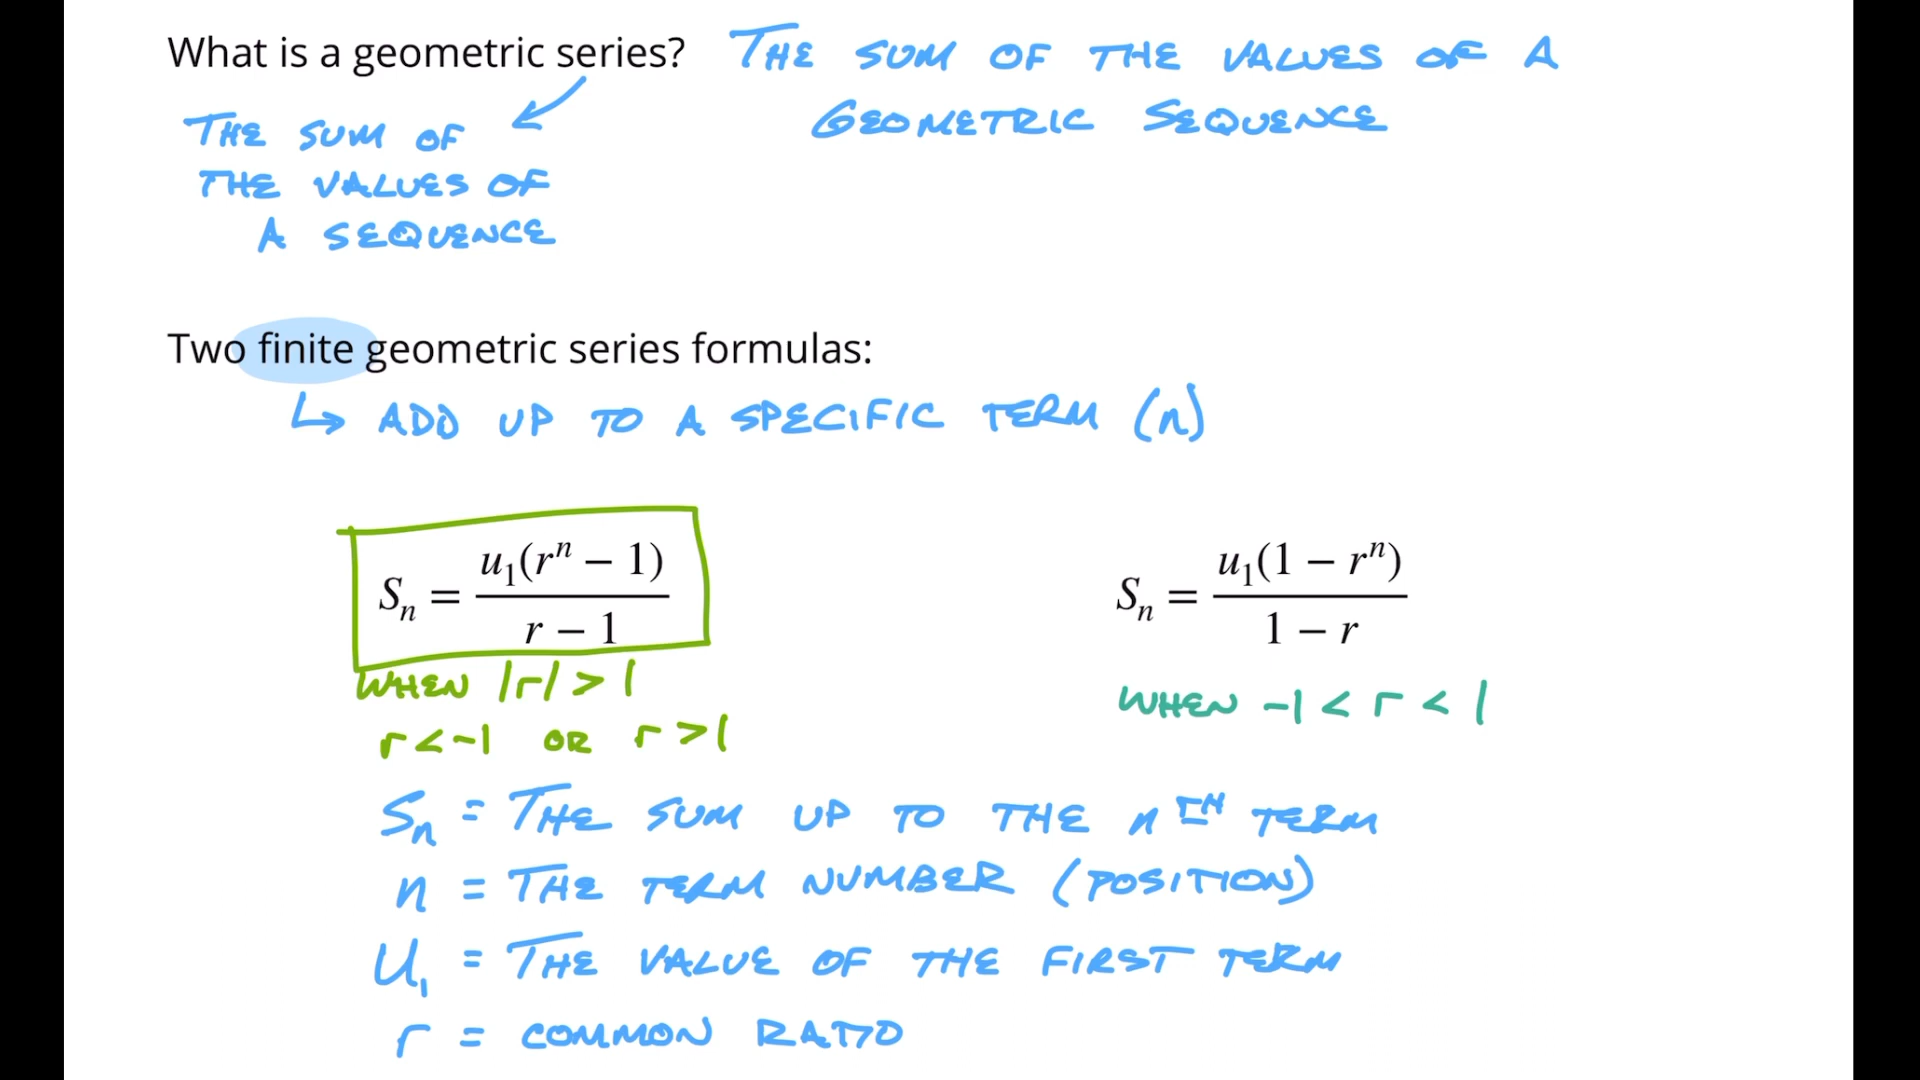 What is a geometric series? THE SUM OF THE VALUES OF A
GEOMETRIC SEQUENCE
THE SUM OF
THE VALUES OF
A SEQUENCE
Two finite geometric series formulas:
↳ ADD UP TO A SPECIFIC TERM (n)
Sₙ = u₁(rⁿ − 1) / (r − 1)
WHEN |r| > 1
r < -1 OR r > 1
Sₙ = u₁(1 − rⁿ) / (1 − r)
WHEN -1 < r < 1
Sₙ = THE SUM UP TO THE nᵀᴴ TERM
n = THE TERM NUMBER (POSITION)
U₁ = THE VALUE OF THE FIRST TERM
r = COMMON RATIO